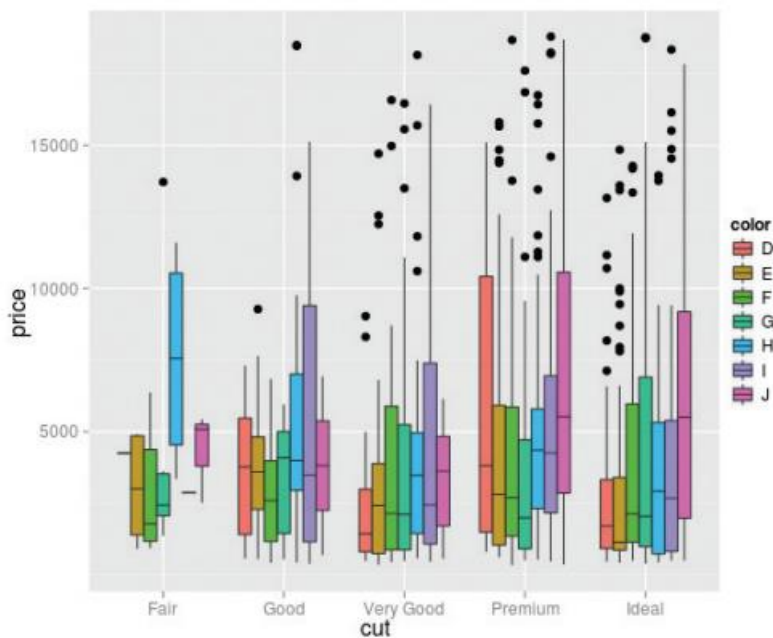 15000
10000
5000
price
Fair
Good
Very Good
Premium
Ideal
cut
color
D
E
F
G
H
I
J